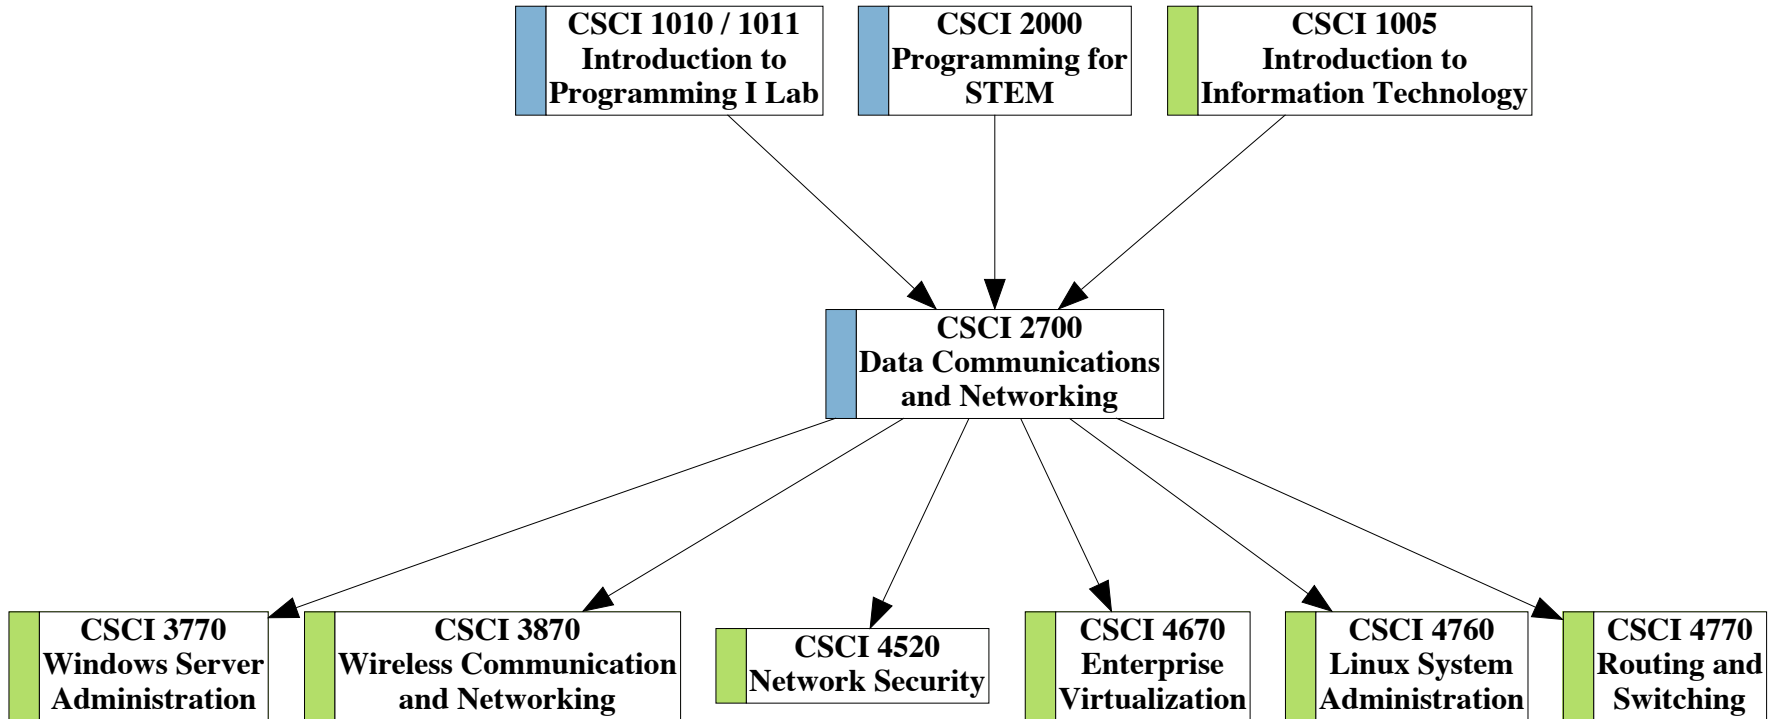 CSCI 1010 / 1011
Introduction to
Programming I Lab
CSCI 2000
Programming for
STEM
CSCI 1005
Introduction to
Information Technology
CSCI 2700
Data Communications
and Networking
CSCI 3770
Windows Server
Administration
CSCI 3870
Wireless Communication
and Networking
CSCI 4520
Network Security
CSCI 4670
Enterprise
Virtualization
CSCI 4760
Linux System
Administration
CSCI 4770
Routing and
Switching